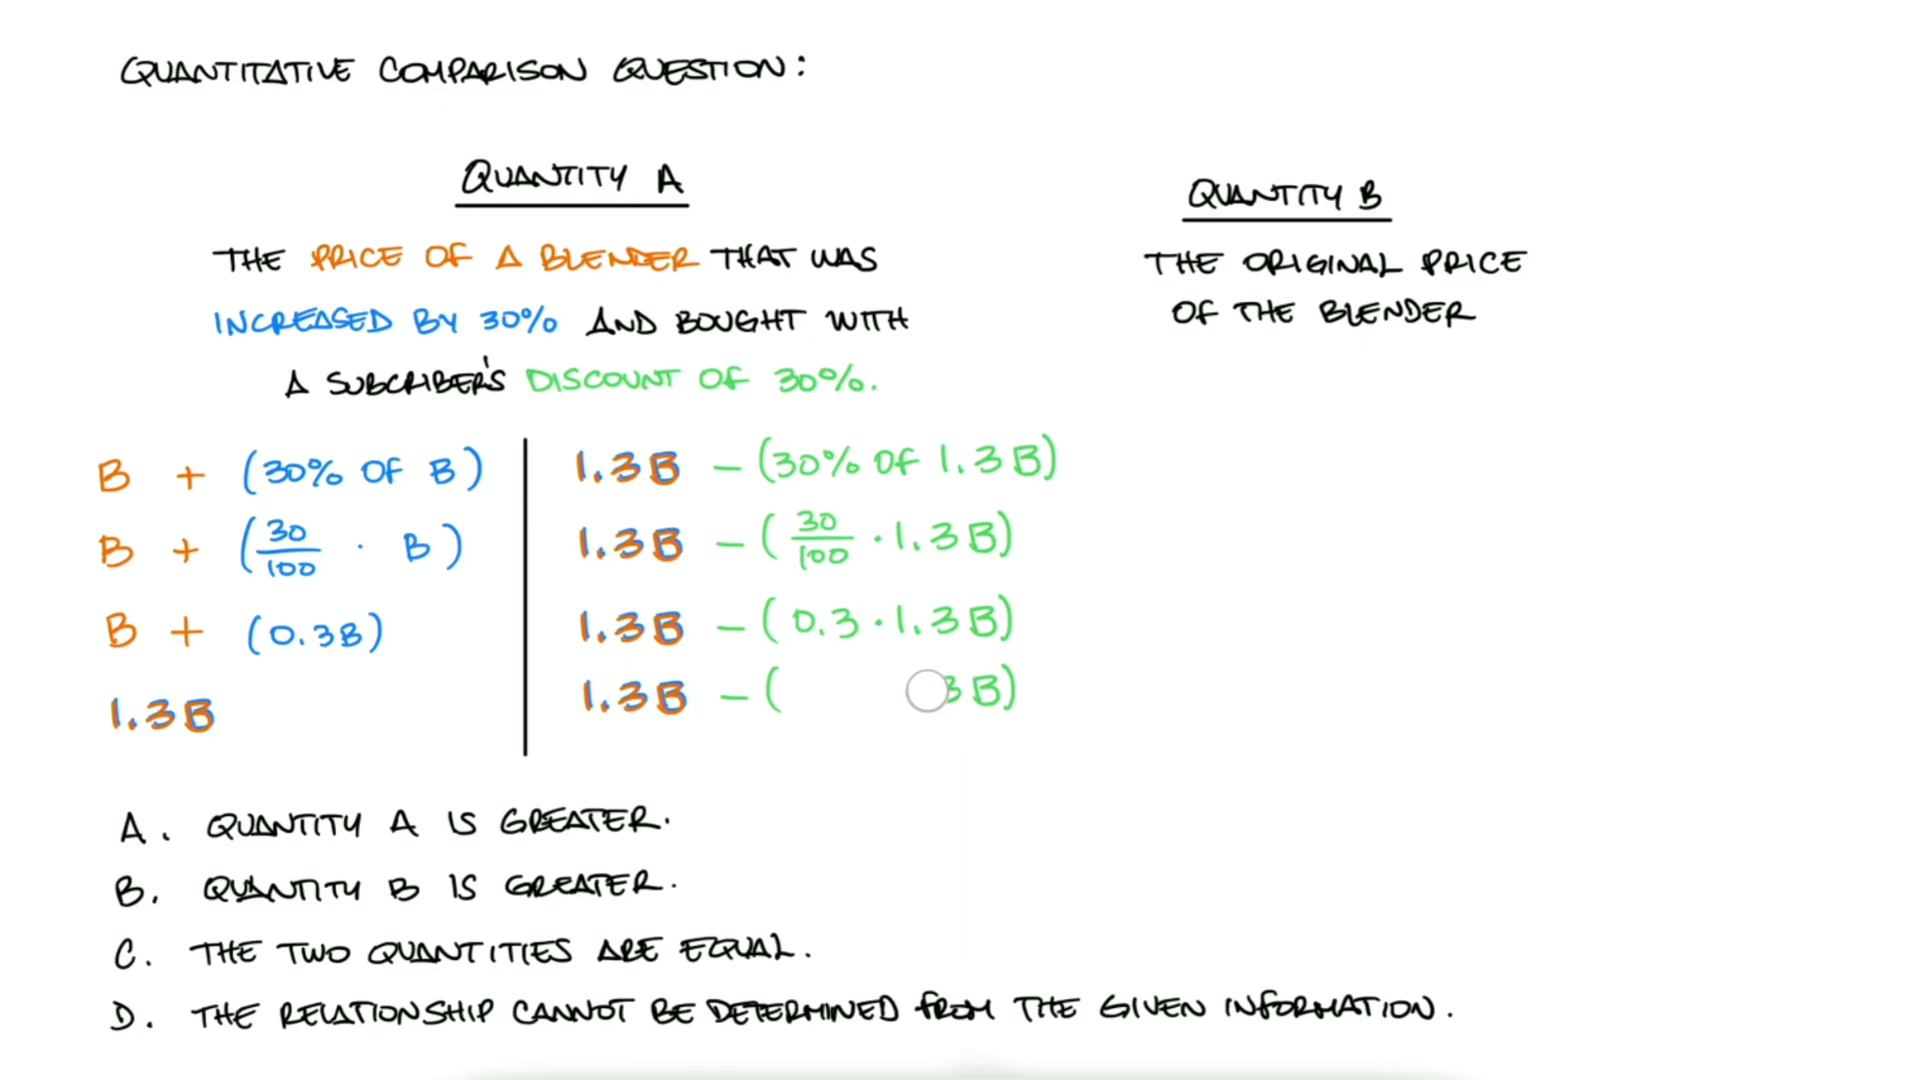 QUANTITATIVE COMPARISON QUESTION:
QUANTITY A
THE PRICE OF A BLENDER THAT WAS
INCREASED BY 30% AND BOUGHT WITH
A SUBCRIBER'S DISCOUNT OF 30%.
QUANTITY B
THE ORIGINAL PRICE
OF THE BLENDER
B + (30% OF B)
B + (30/100 · B)
B + (0.3B)
1.3B
1.3B - (30% OF 1.3B)
1.3B - (30/100 · 1.3B)
1.3B - (0.3 · 1.3B)
1.3B - ( 3B)
A. QUANTITY A IS GREATER.
B. QUANTITY B IS GREATER.
C. THE TWO QUANTITIES ARE EQUAL.
D. THE RELATIONSHIP CANNOT BE DETERMINED FROM THE GIVEN INFORMATION.